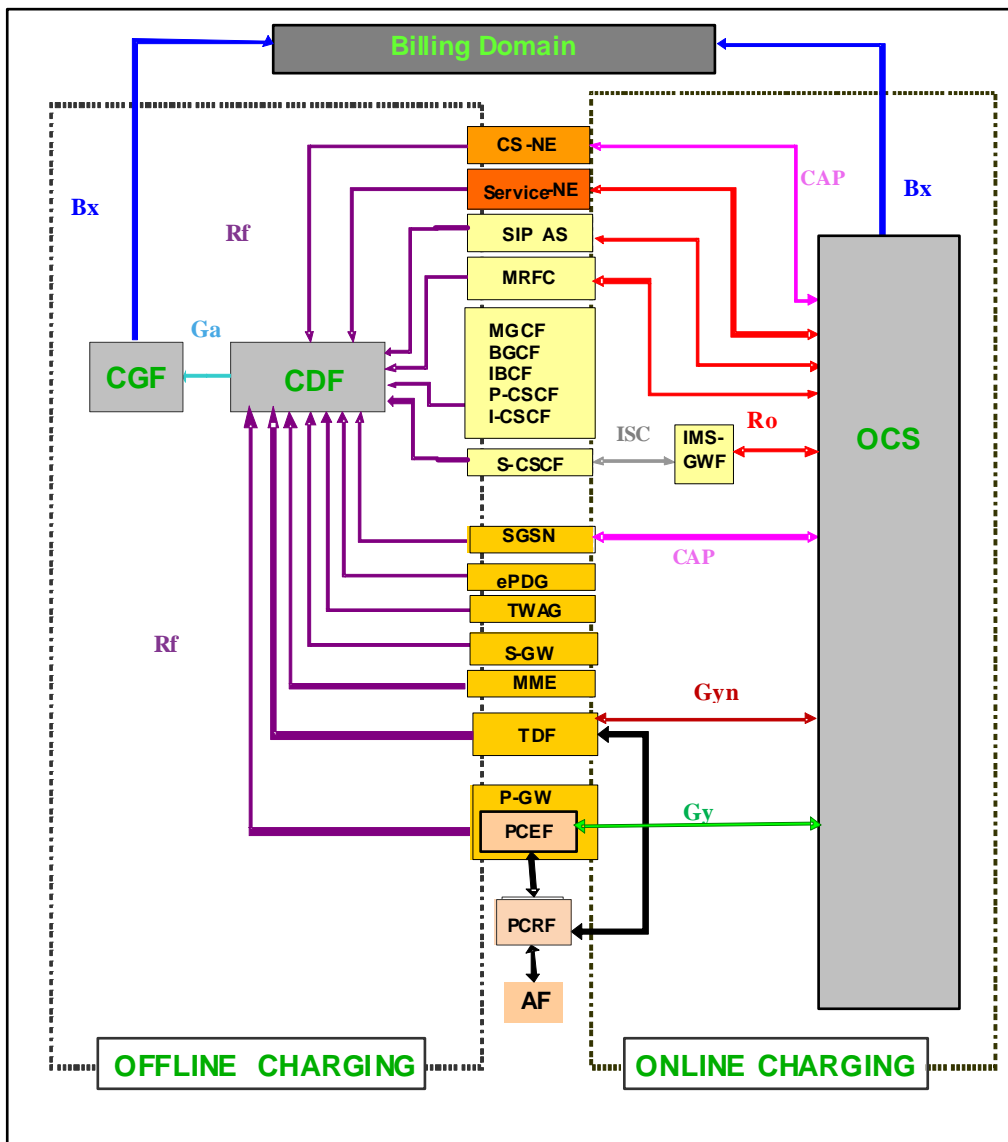 Billing Domain
CS-NE
CAP
Service-NE
Bx
Bx
Rf
SIP AS
MRFC
Ga
MGCF
BGCF
IBCF
P-CSCF
I-CSCF
CGF
CDF
OCS
ISC
IMS-
GWF
Ro
S-CSCF
SGSN
CAP
ePDG
TWAG
Rf
S-GW
MME
Gyn
TDF
P-GW
PCEF
Gy
PCRF
AF
OFFLINE CHARGING
ONLINE CHARGING